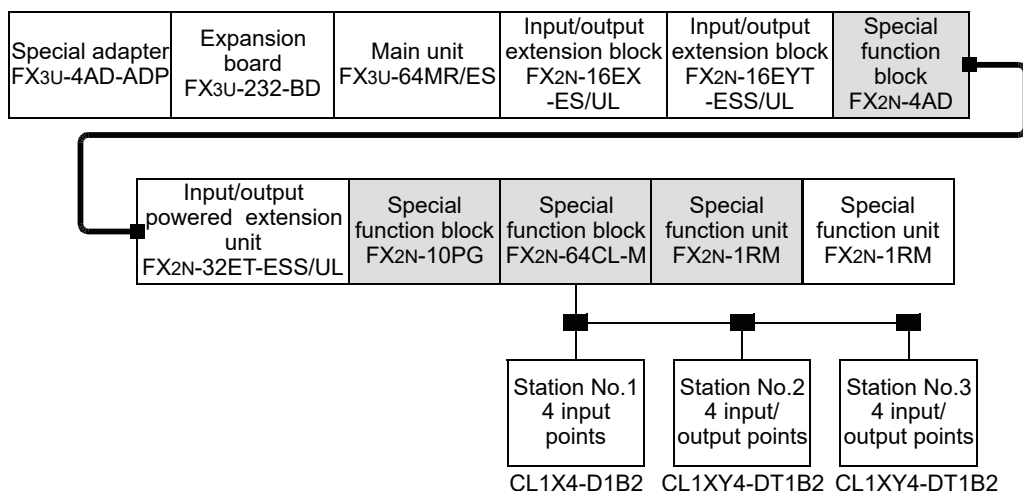 Special adapter
FX3U-4AD-ADP
Expansion
board
FX3U-232-BD
Main unit
FX3U-64MR/ES
Input/output
extension block
FX2N-16EX
-ES/UL
Input/output
extension block
FX2N-16EYT
-ESS/UL
Special
function
block
FX2N-4AD
Input/output
powered extension
unit
FX2N-32ET-ESS/UL
Special
function block
FX2N-10PG
Special
function block
FX2N-64CL-M
Special
function unit
FX2N-1RM
Special
function unit
FX2N-1RM
Station No.1
4 input
points
Station No.2
4 input/
output points
Station No.3
4 input/
output points
CL1X4-D1B2
CL1XY4-DT1B2
CL1XY4-DT1B2